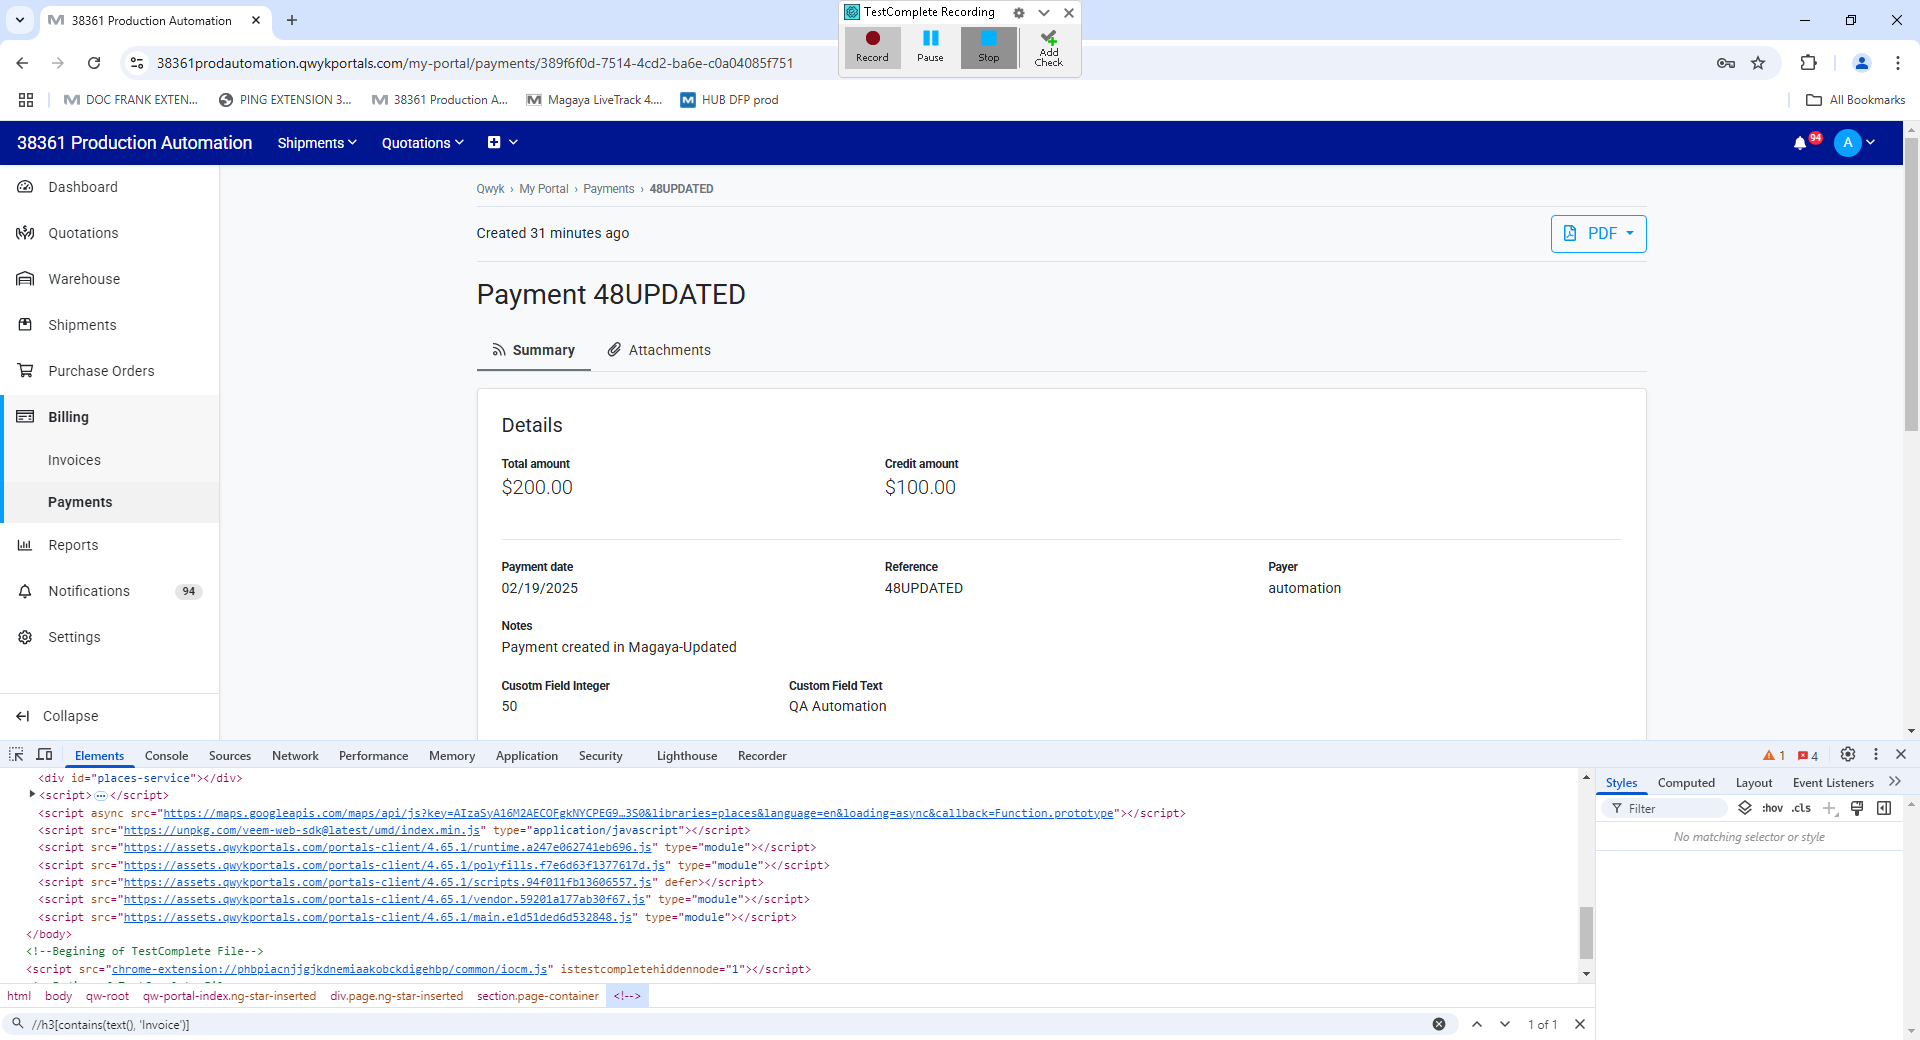 38361 Production Automation
TestComplete Recording
Record
Pause
Stop
Add Check
38361prodautomation.qwykportals.com/my-portal/payments/389f6f0d-7514-4cd2-ba6e-c0a04085f751
DOC FRANK EXTEN...
PING EXTENSION 3...
38361 Production A...
Magaya LiveTrack 4....
HUB DFP prod
All Bookmarks
38361 Production Automation
Shipments
Quotations
94
A
Dashboard
Quotations
Warehouse
Shipments
Purchase Orders
Billing
Invoices
Payments
Reports
Notifications 94
Settings
Collapse
Qwyk › My Portal › Payments › 48UPDATED
Created 31 minutes ago
PDF
Payment 48UPDATED
Summary
Attachments
Details
Total amount
$200.00
Credit amount
$100.00
Payment date
02/19/2025
Reference
48UPDATED
Payer
automation
Notes
Payment created in Magaya-Updated
Cusotm Field Integer
50
Custom Field Text
QA Automation
Elements Console Sources Network Performance Memory Application Security Lighthouse Recorder
1 4
<div id="places-service"></div>
<script>…</script>
<script async src="https://maps.googleapis.com/maps/api/js?key=AIzaSyA16M2AECOFgkNYCPEG9…3S0&libraries=places&language=en&loading=async&callback=Function.prototype"></script>
<script src="https://unpkg.com/veem-web-sdk@latest/umd/index.min.js" type="application/javascript"></script>
<script src="https://assets.qwykportals.com/portals-client/4.65.1/runtime.a247e062741eb696.js" type="module"></script>
<script src="https://assets.qwykportals.com/portals-client/4.65.1/polyfills.f7e6d63f1377617d.js" type="module"></script>
<script src="https://assets.qwykportals.com/portals-client/4.65.1/scripts.94f011fb13606557.js" defer></script>
<script src="https://assets.qwykportals.com/portals-client/4.65.1/vendor.59201a177ab30f67.js" type="module"></script>
<script src="https://assets.qwykportals.com/portals-client/4.65.1/main.e1d51ded6d532848.js" type="module"></script>
</body>
<!--Begining of TestComplete File-->
<script src="chrome-extension://phbpiacnjjgjkdnemiaakobckdigehbp/common/iocm.js" istestcompletehiddennode="1"></script>
html body qw-root qw-portal-index.ng-star-inserted div.page.ng-star-inserted section.page-container <!-->
//h3[contains(text(), 'Invoice')]
1 of 1
Styles Computed Layout Event Listeners
Filter
:hov .cls
No matching selector or style